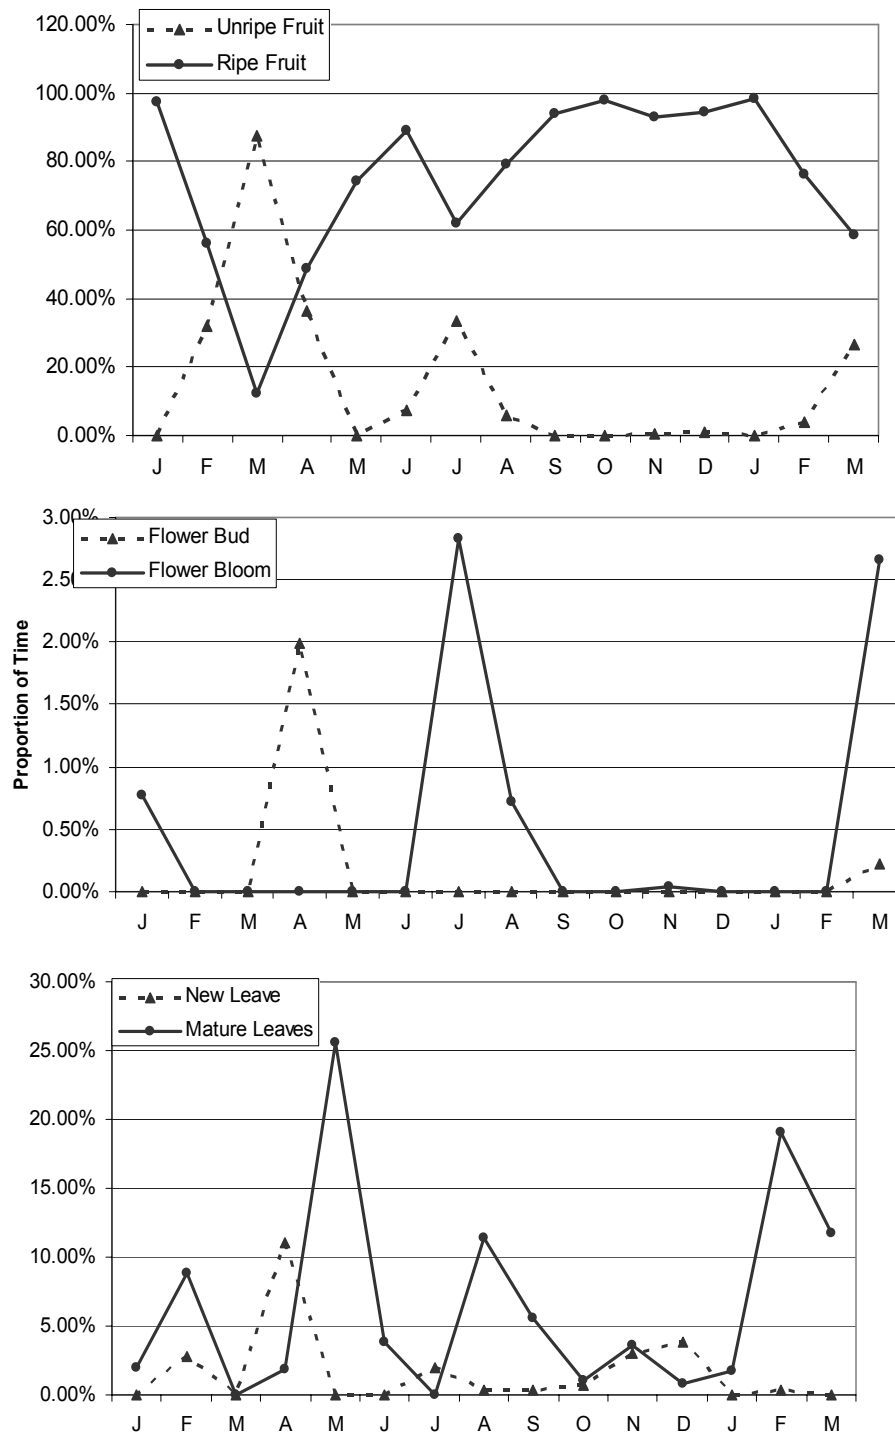 120.00%
Unripe Fruit
Ripe Fruit
100.00%
80.00%
60.00%
40.00%
20.00%
0.00%
J F M A M J J A S O N D J F M
3.00%
Flower Bud
Flower Bloom
2.50%
2.00%
1.50%
1.00%
0.50%
0.00%
Proportion of Time
J F M A M J J A S O N D J F M
30.00%
New Leave
Mature Leaves
25.00%
20.00%
15.00%
10.00%
5.00%
0.00%
J F M A M J J A S O N D J F M